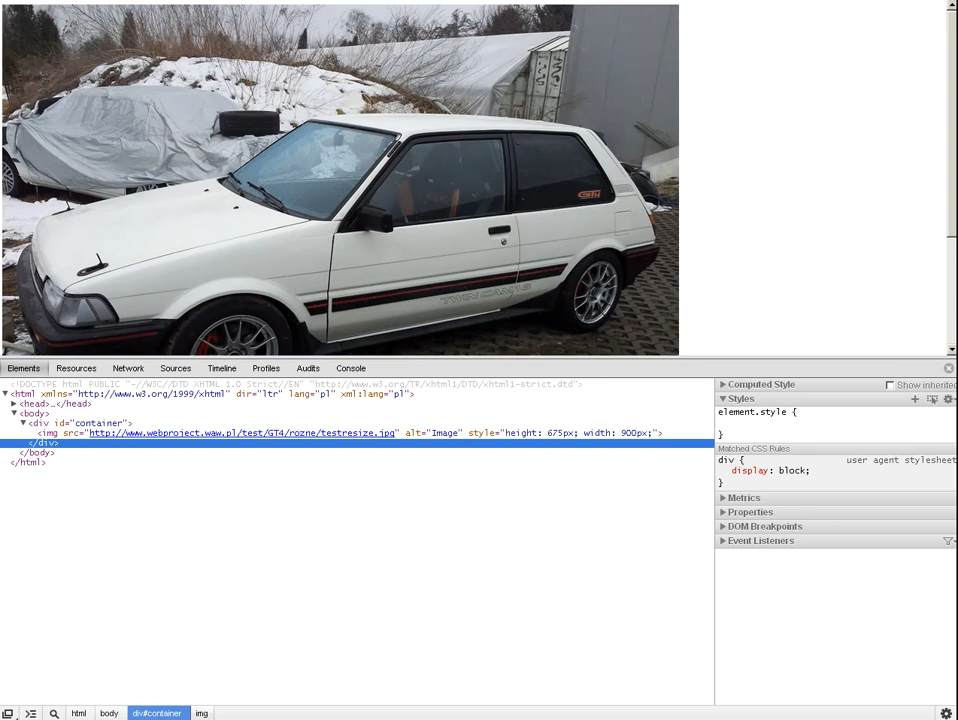 GTi
TWINCAM 16
Elements Resources Network Sources Timeline Profiles Audits Console
<!DOCTYPE html PUBLIC "-//W3C//DTD XHTML 1.0 Strict//EN" "http://www.w3.org/TR/xhtml1/DTD/xhtml1-strict.dtd">
<html xmlns="http://www.w3.org/1999/xhtml" dir="ltr" lang="pl" xml:lang="pl">
<head>…</head>
<body>
<div id="container">
<img src="http://www.webproject.waw.pl/test/GT4/rozne/testresize.jpg" alt="Image" style="height: 675px; width: 900px;">
</div>
</body>
</html>
Computed Style Show inherited
Styles
element.style {
}
Matched CSS Rules
div { user agent stylesheet
display: block;
}
Metrics
Properties
DOM Breakpoints
Event Listeners
html body div#container img